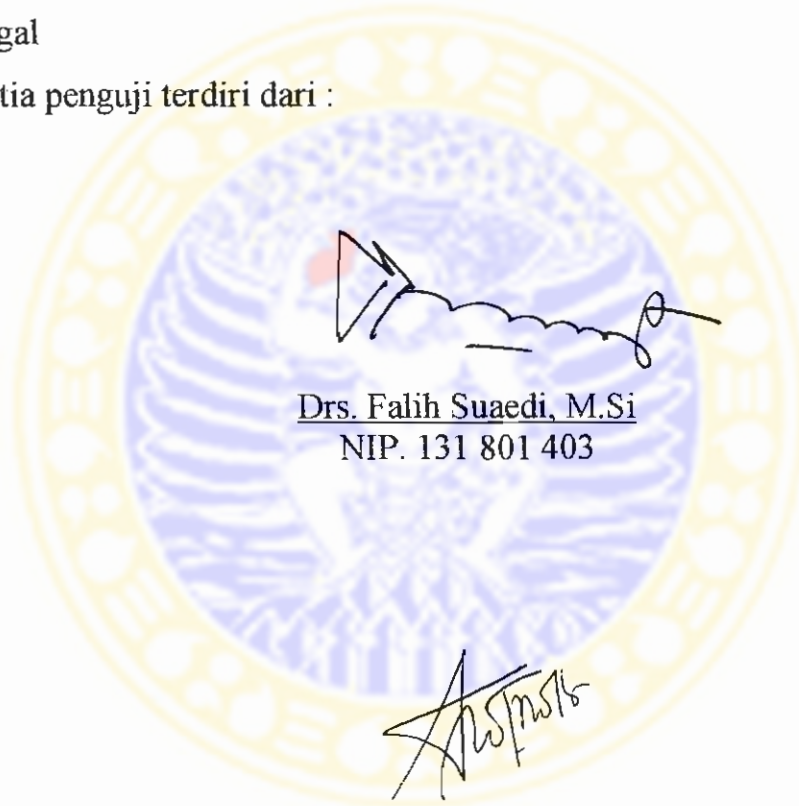 gal
tia penguji terdiri dari :
Drs. Falih Suaedi, M.Si
NIP. 131 801 403